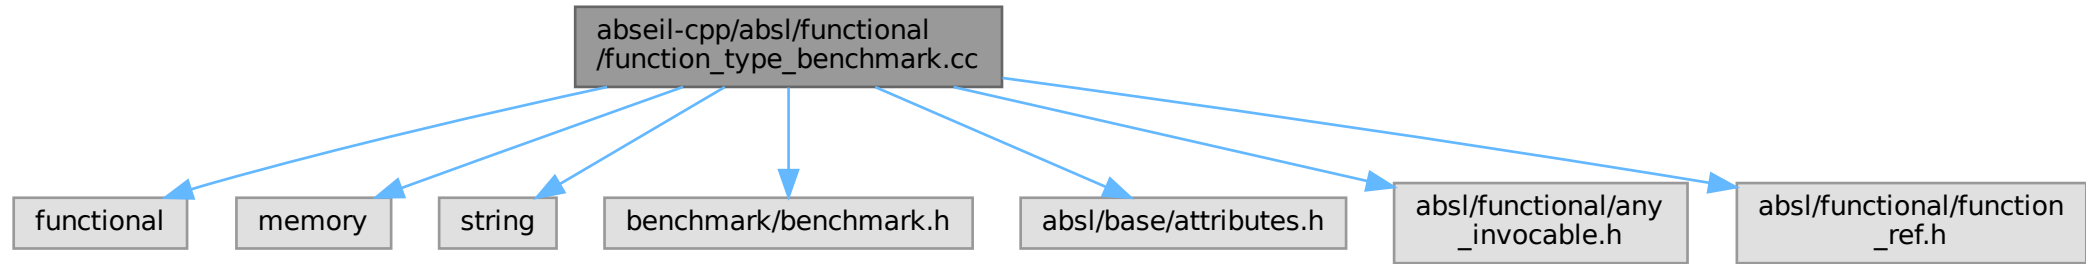 abseil-cpp/absl/functional
/function_type_benchmark.cc
functional
memory
string
benchmark/benchmark.h
absl/base/attributes.h
absl/functional/any
_invocable.h
absl/functional/function
_ref.h